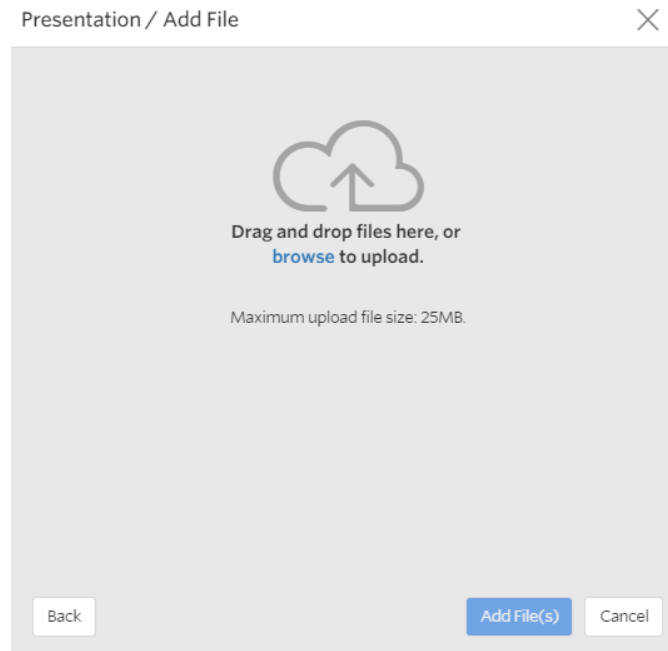 Presentation / Add File
Drag and drop files here, or
browse to upload.
Maximum upload file size: 25MB.
Back
Add File(s)
Cancel